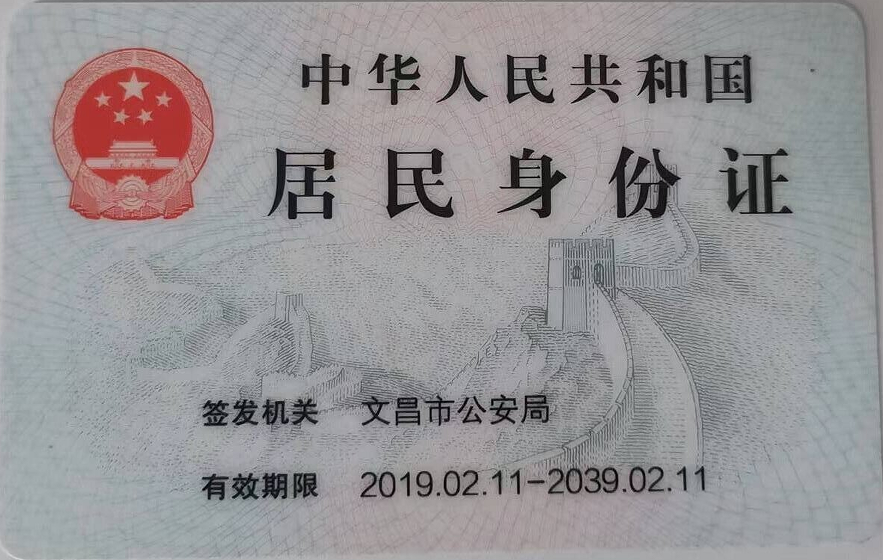 中华人民共和国
居民身份证
签发机关 文昌市公安局
有效期限 2019.02.11-2039.02.11